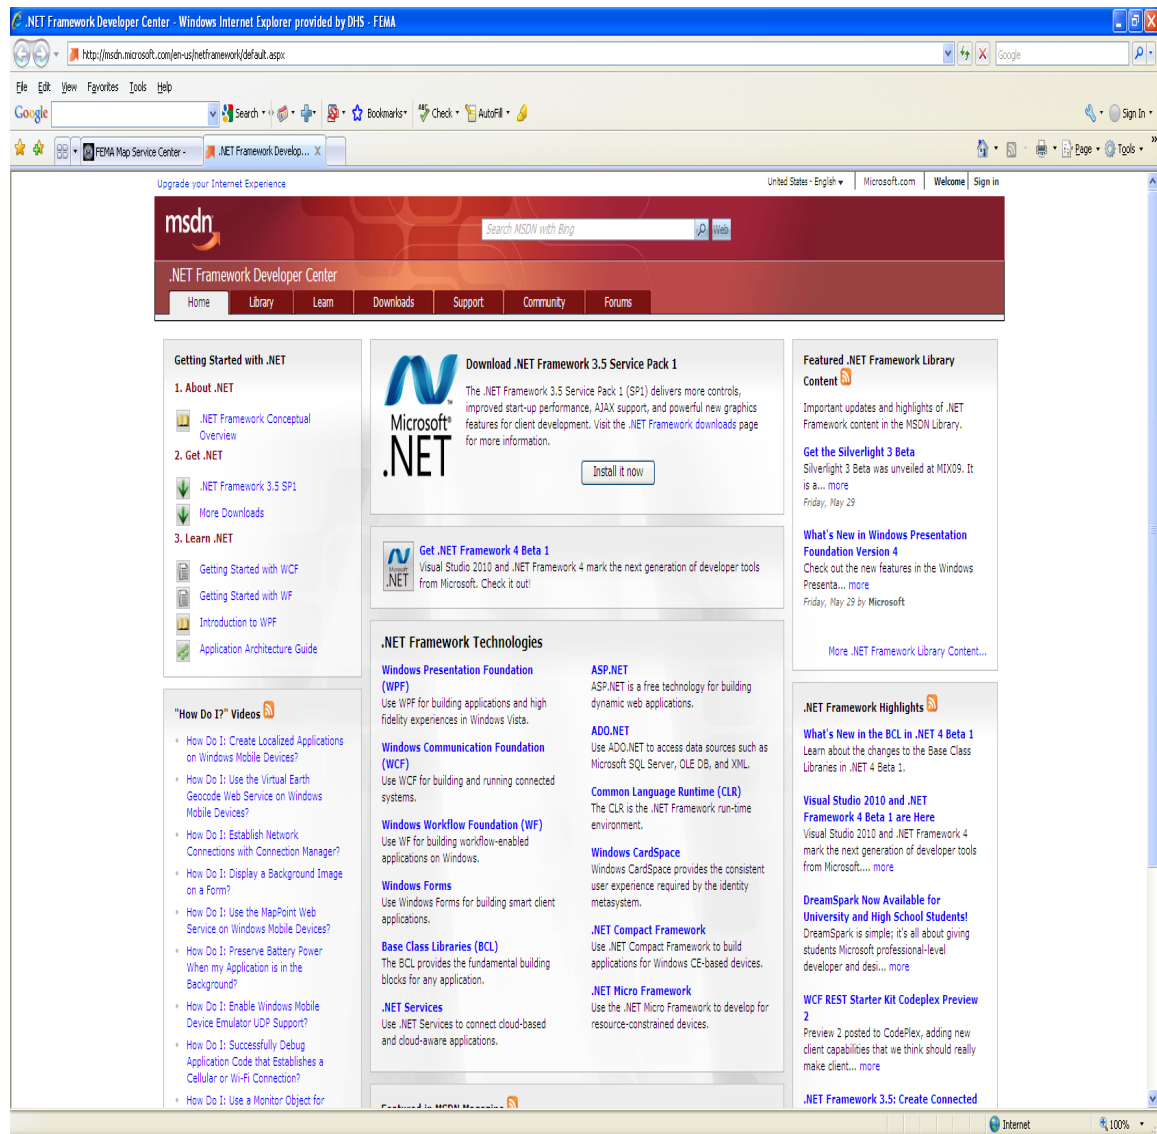 .NET Framework Developer Center - Windows Internet Explorer provided by DHS - FEMA
http://msdn.microsoft.com/en-us/netframework/default.aspx
Google
File Edit View Favorites Tools Help
Google Search Bookmarks Check AutoFill Sign In
FEMA Map Service Center - .NET Framework Develop... X Page Tools
Upgrade your Internet Experience
United States - English Microsoft.com Welcome Sign in
msdn
Search MSDN with Bing Web
.NET Framework Developer Center
Home Library Learn Downloads Support Community Forums
Getting Started with .NET
1. About .NET
.NET Framework Conceptual
Overview
2. Get .NET
.NET Framework 3.5 SP1
More Downloads
3. Learn .NET
Getting Started with WCF
Getting Started with WF
Introduction to WPF
Application Architecture Guide
"How Do I?" Videos
How Do I: Create Localized Applications
on Windows Mobile Devices?
How Do I: Use the Virtual Earth
Geocode Web Service on Windows
Mobile Devices?
How Do I: Establish Network
Connections with Connection Manager?
How Do I: Display a Background Image
on a Form?
How Do I: Use the MapPoint Web
Service on Windows Mobile Devices?
How Do I: Preserve Battery Power
When my Application is in the
Background?
How Do I: Enable Windows Mobile
Device Emulator UDP Support?
How Do I: Successfully Debug
Application Code that Establishes a
Cellular or Wi-Fi Connection?
How Do I: Use a Monitor Object for
Microsoft®
.NET
Download .NET Framework 3.5 Service Pack 1
The .NET Framework 3.5 Service Pack 1 (SP1) delivers more controls,
improved start-up performance, AJAX support, and powerful new graphics
features for client development. Visit the .NET Framework downloads page
for more information.
Install it now
Microsoft
.NET
Get .NET Framework 4 Beta 1
Visual Studio 2010 and .NET Framework 4 mark the next generation of developer tools
from Microsoft. Check it out!
.NET Framework Technologies
Windows Presentation Foundation
(WPF)
Use WPF for building applications and high
fidelity experiences in Windows Vista.
Windows Communication Foundation
(WCF)
Use WCF for building and running connected
systems.
Windows Workflow Foundation (WF)
Use WF for building workflow-enabled
applications on Windows.
Windows Forms
Use Windows Forms for building smart client
applications.
Base Class Libraries (BCL)
The BCL provides the fundamental building
blocks for any application.
.NET Services
Use .NET Services to connect cloud-based
and cloud-aware applications.
ASP.NET
ASP.NET is a free technology for building
dynamic web applications.
ADO.NET
Use ADO.NET to access data sources such as
Microsoft SQL Server, OLE DB, and XML.
Common Language Runtime (CLR)
The CLR is the .NET Framework run-time
environment.
Windows CardSpace
Windows CardSpace provides the consistent
user experience required by the identity
metasystem.
.NET Compact Framework
Use .NET Compact Framework to build
applications for Windows CE-based devices.
.NET Micro Framework
Use the .NET Micro Framework to develop for
resource-constrained devices.
Featured in MSDN Magazine
Featured .NET Framework Library
Content
Important updates and highlights of .NET
Framework content in the MSDN Library.
Get the Silverlight 3 Beta
Silverlight 3 Beta was unveiled at MIX09. It
is a... more
Friday, May 29
What's New in Windows Presentation
Foundation Version 4
Check out the new features in the Windows
Presenta... more
Friday, May 29 by Microsoft
More .NET Framework Library Content...
.NET Framework Highlights
What's New in the BCL in .NET 4 Beta 1
Learn about the changes to the Base Class
Libraries in .NET 4 Beta 1.
Visual Studio 2010 and .NET
Framework 4 Beta 1 are Here
Visual Studio 2010 and .NET Framework 4
mark the next generation of developer tools
from Microsoft.... more
DreamSpark Now Available for
University and High School Students!
DreamSpark is simple; it's all about giving
students Microsoft professional-level
developer and desi... more
WCF REST Starter Kit Codeplex Preview
2
Preview 2 posted to CodePlex, adding new
client capabilities that we think should really
make client... more
.NET Framework 3.5: Create Connected
Internet 100%